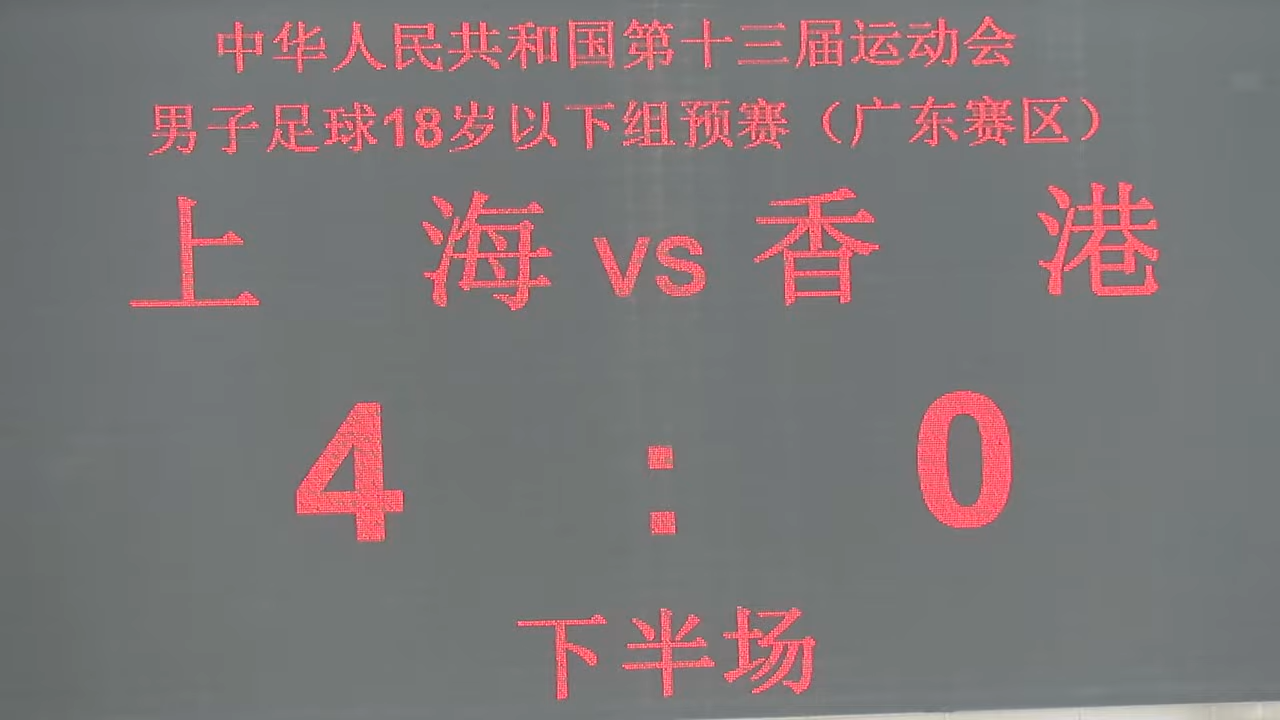 中华人民共和国第十三届运动会
男子足球18岁以下组预赛（广东赛区）
上 海 VS 香 港
4 : 0
下半场